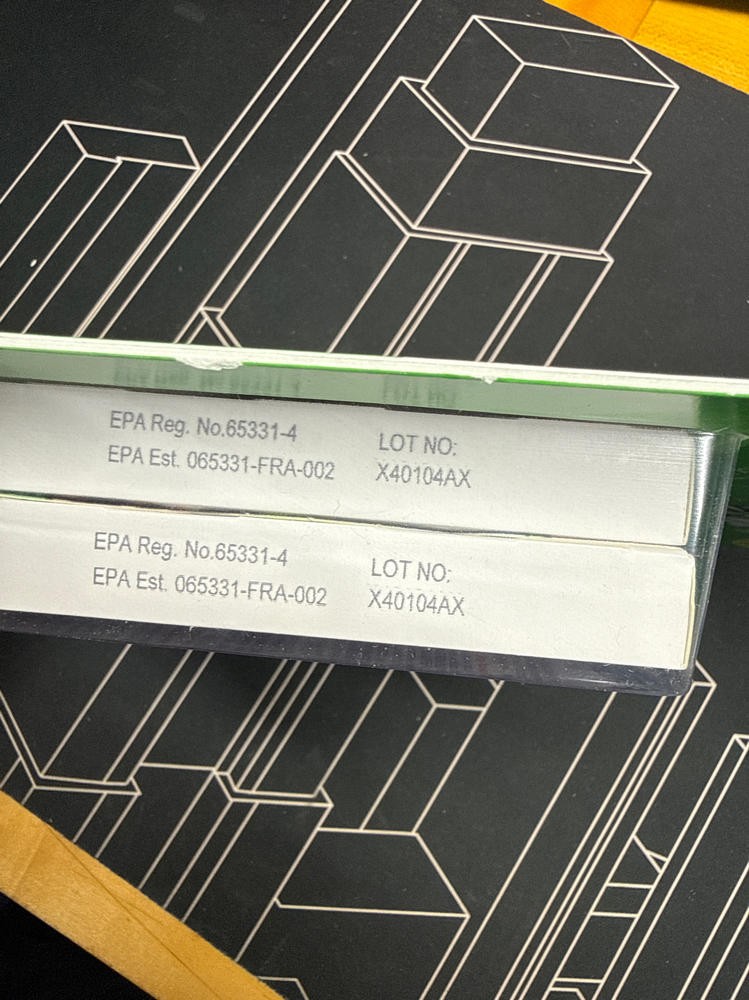 EPA Reg. No.65331-4
EPA Est. 065331-FRA-002
LOT NO:
X40104AX
EPA Reg. No.65331-4
EPA Est. 065331-FRA-002
LOT NO:
X40104AX